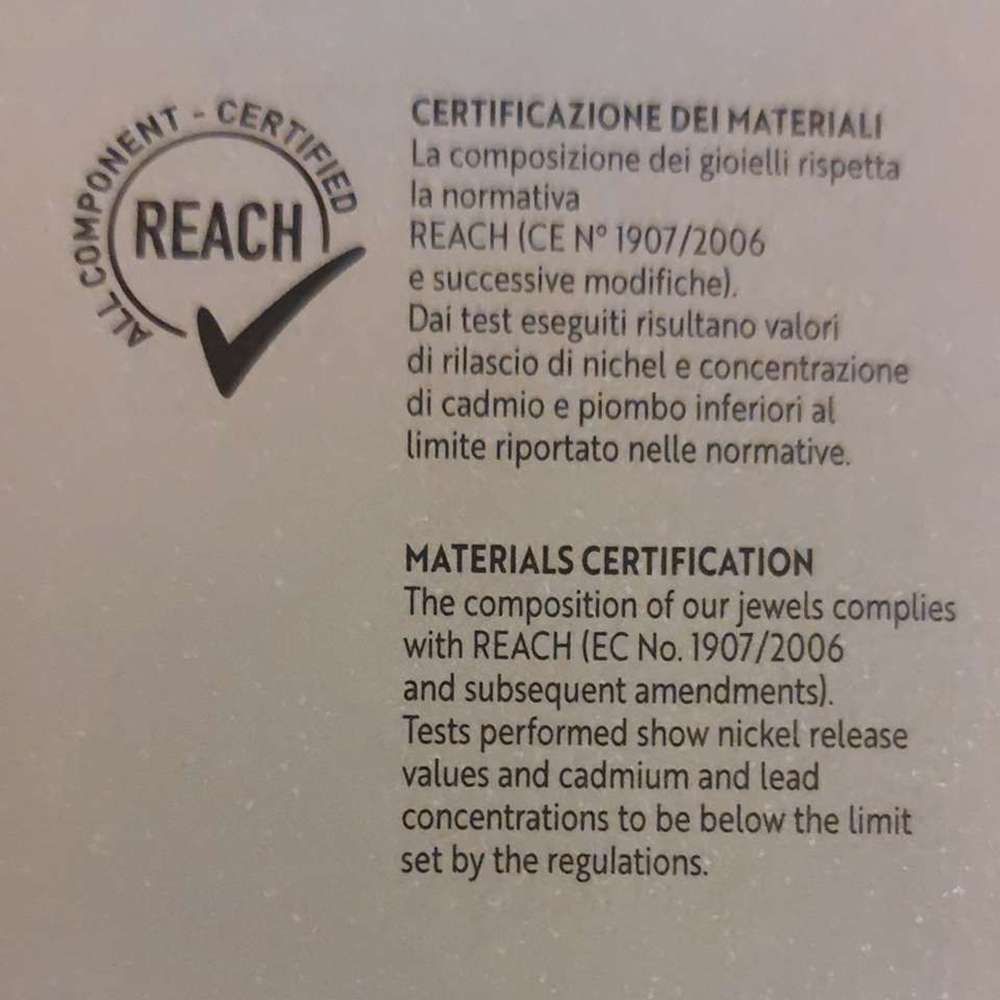 ALL COMPONENT - CERTIFIED
REACH
CERTIFICAZIONE DEI MATERIALI
La composizione dei gioielli rispetta
la normativa
REACH (CE N° 1907/2006
e successive modifiche).
Dai test eseguiti risultano valori
di rilascio di nichel e concentrazione
di cadmio e piombo inferiori al
limite riportato nelle normative.
MATERIALS CERTIFICATION
The composition of our jewels complies
with REACH (EC No. 1907/2006
and subsequent amendments).
Tests performed show nickel release
values and cadmium and lead
concentrations to be below the limit
set by the regulations.